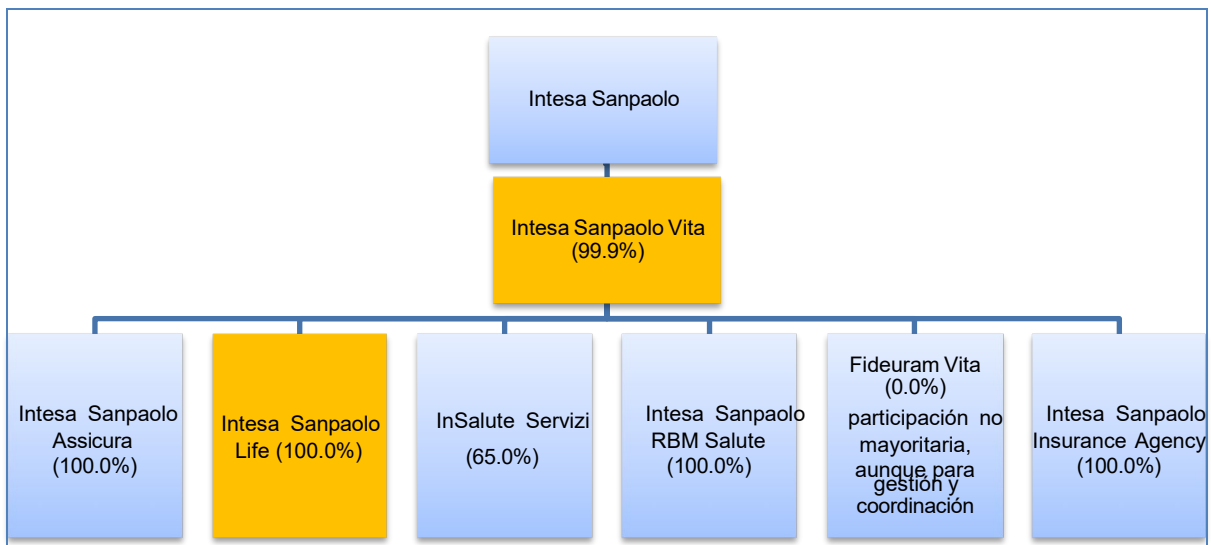 Intesa Sanpaolo
Intesa Sanpaolo Vita
(99.9%)
Intesa Sanpaolo
Assicura
(100.0%)
Intesa Sanpaolo
Life (100.0%)
InSalute Servizi
(65.0%)
Intesa Sanpaolo
RBM Salute
(100.0%)
Fideuram Vita
(0.0%)
participación no
mayoritaria,
aunque para
gestión y
coordinación
Intesa Sanpaolo
Insurance Agency
(100.0%)